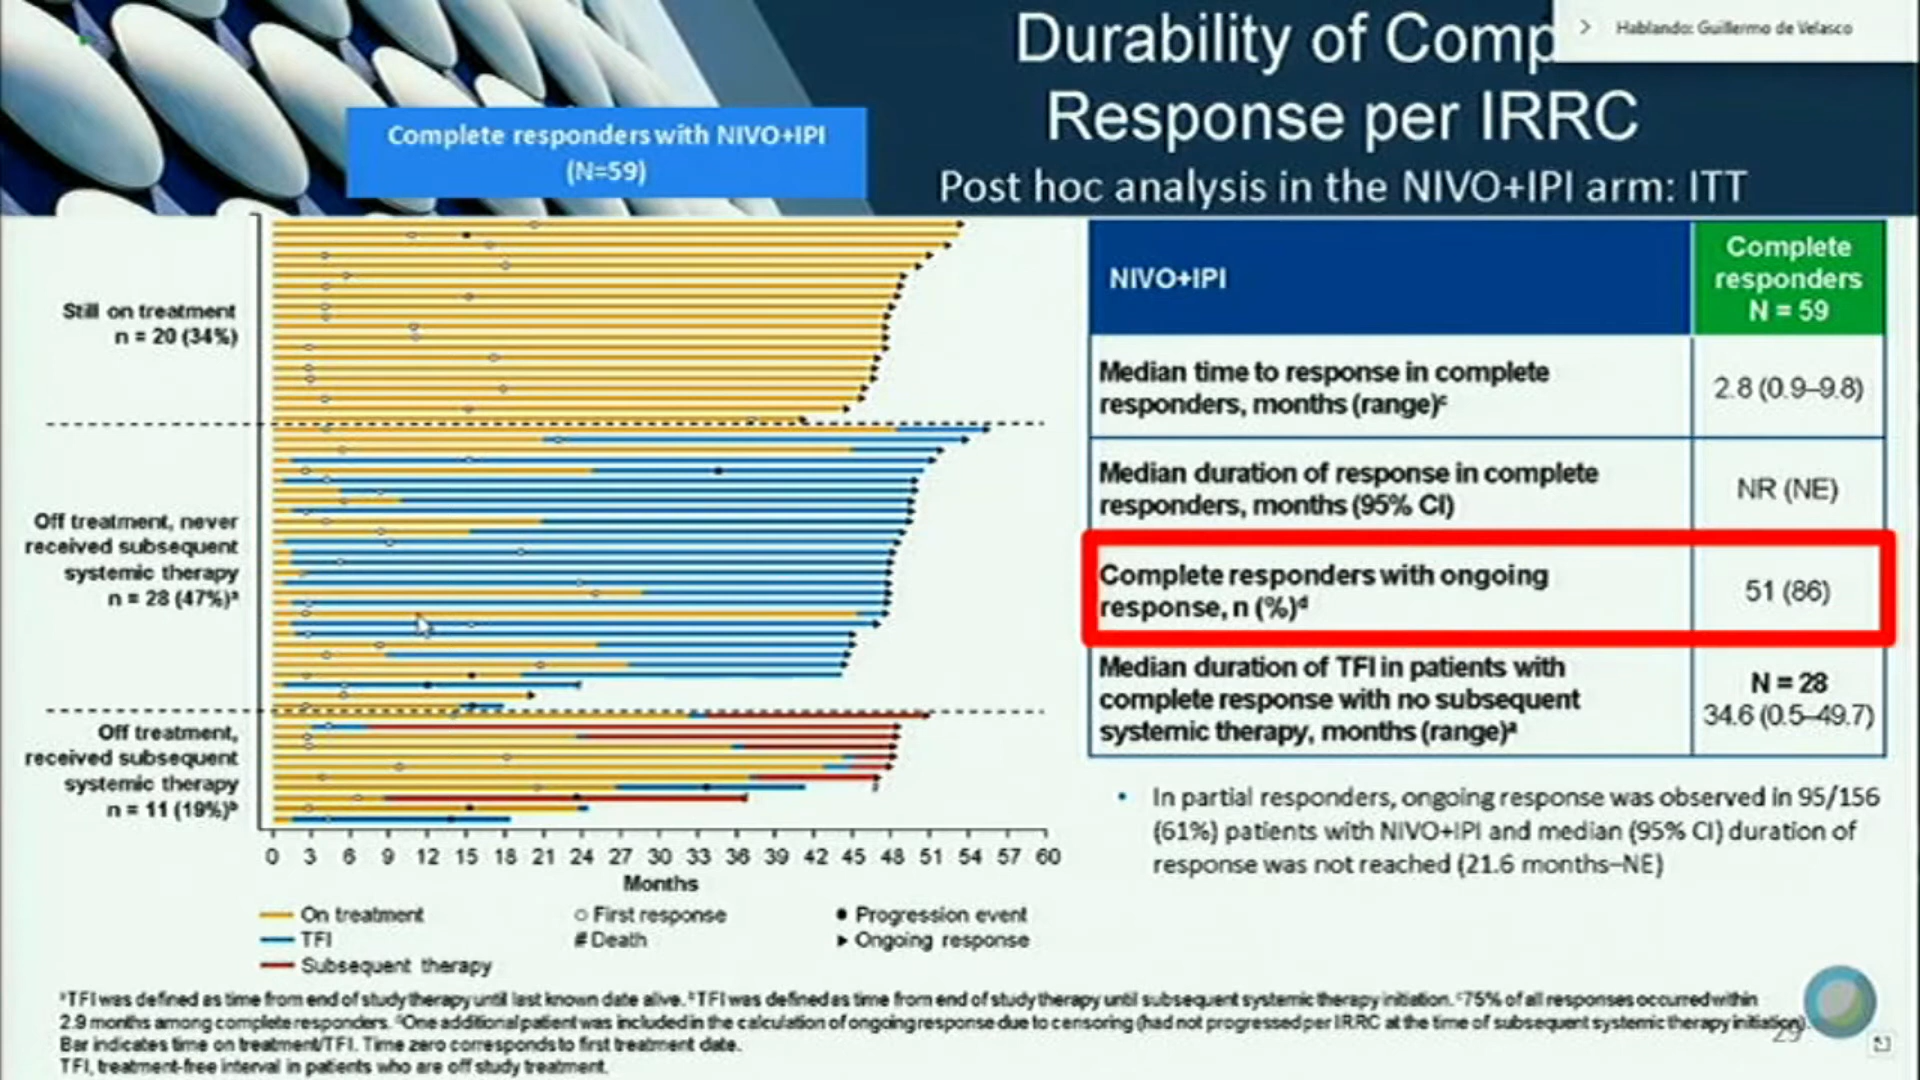 Durability of Comp
Hablando: Guillermo de Velasco
Response per IRRC
Post hoc analysis in the NIVO+IPI arm: ITT
Complete responders with NIVO+IPI
(N=59)
Still on treatment
n = 20 (34%)
Off treatment, never
received subsequent
systemic therapy
n = 28 (47%)ᵃ
Off treatment,
received subsequent
systemic therapy
n = 11 (19%)ᵇ
0 3 6 9 12 15 18 21 24 27 30 33 36 39 42 45 48 51 54 57 60
Months
On treatment
First response
Progression event
TFI
# Death
Ongoing response
Subsequent therapy
NIVO+IPI
Complete
responders
N = 59
Median time to response in complete
responders, months (range)ᶜ
2.8 (0.9–9.8)
Median duration of response in complete
responders, months (95% CI)
NR (NE)
Complete responders with ongoing
response, n (%)ᵈ
51 (86)
Median duration of TFI in patients with
complete response with no subsequent
systemic therapy, months (range)ᵃ
N = 28
34.6 (0.5–49.7)
• In partial responders, ongoing response was observed in 95/156
(61%) patients with NIVO+IPI and median (95% CI) duration of
response was not reached (21.6 months–NE)
ᵃTFI was defined as time from end of study therapy until last known date alive. ᵇTFI was defined as time from end of study therapy until subsequent systemic therapy initiation. ᶜ75% of all responses occurred within
2.9 months among complete responders. ᵈOne additional patient was included in the calculation of ongoing response due to censoring (had not progressed per IRRC at the time of subsequent systemic therapy initiation).
Bar indicates time on treatment/TFI. Time zero corresponds to first treatment date.
TFI, treatment-free interval in patients who are off study treatment.